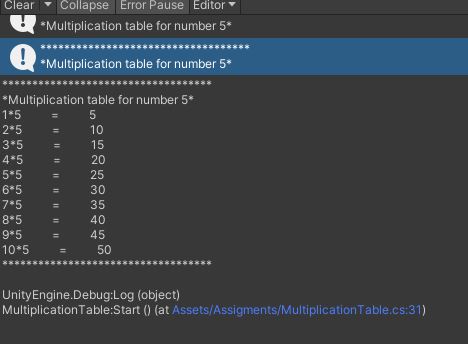 Clear Collapse Error Pause Editor
*Multiplication table for number 5*
***********************************
*Multiplication table for number 5*
***********************************
*Multiplication table for number 5*
1*5 = 5
2*5 = 10
3*5 = 15
4*5 = 20
5*5 = 25
6*5 = 30
7*5 = 35
8*5 = 40
9*5 = 45
10*5 = 50
***********************************
UnityEngine.Debug:Log (object)
MultiplicationTable:Start () (at Assets/Assigments/MultiplicationTable.cs:31)